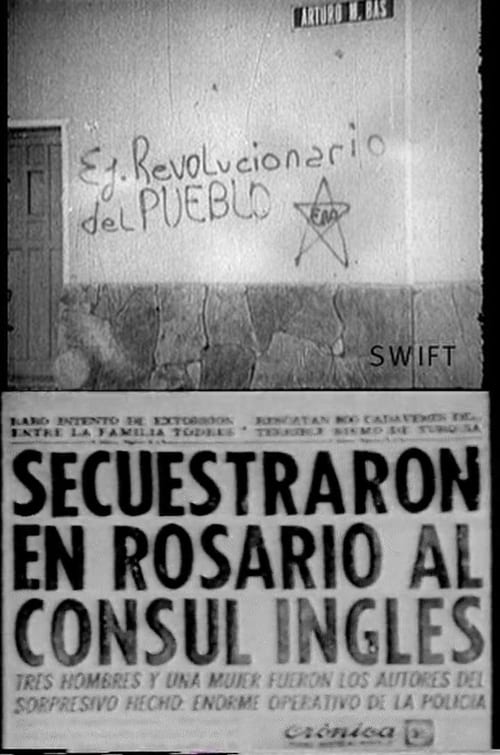 ARTURO M. BAS
Ej. Revolucionario
del PUEBLO
ERP
SWIFT
RARO INTENTO DE EXTORSION
ENTRE LA FAMILIA
RESCATAN 800 CADAVERES DEL
TERRIBLE SISMO DE TURQUIA
SECUESTRARON
EN ROSARIO AL
CONSUL INGLES
TRES HOMBRES Y UNA MUJER FUERON LOS AUTORES DEL
SORPRESIVO HECHO: ENORME OPERATIVO DE LA POLICIA
crónica